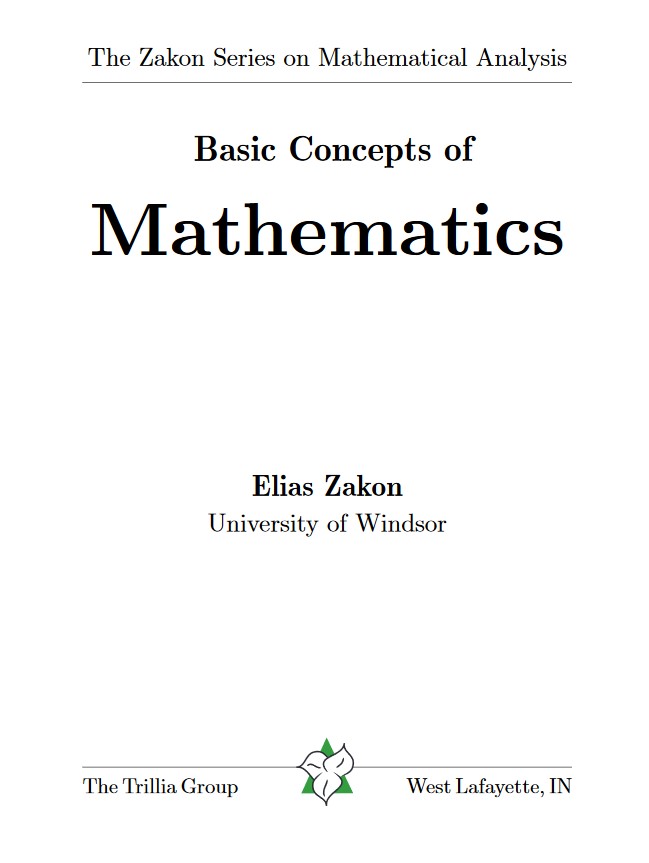 The Zakon Series on Mathematical Analysis
Basic Concepts of
Mathematics
Elias Zakon
University of Windsor
The Trillia Group
West Lafayette, IN